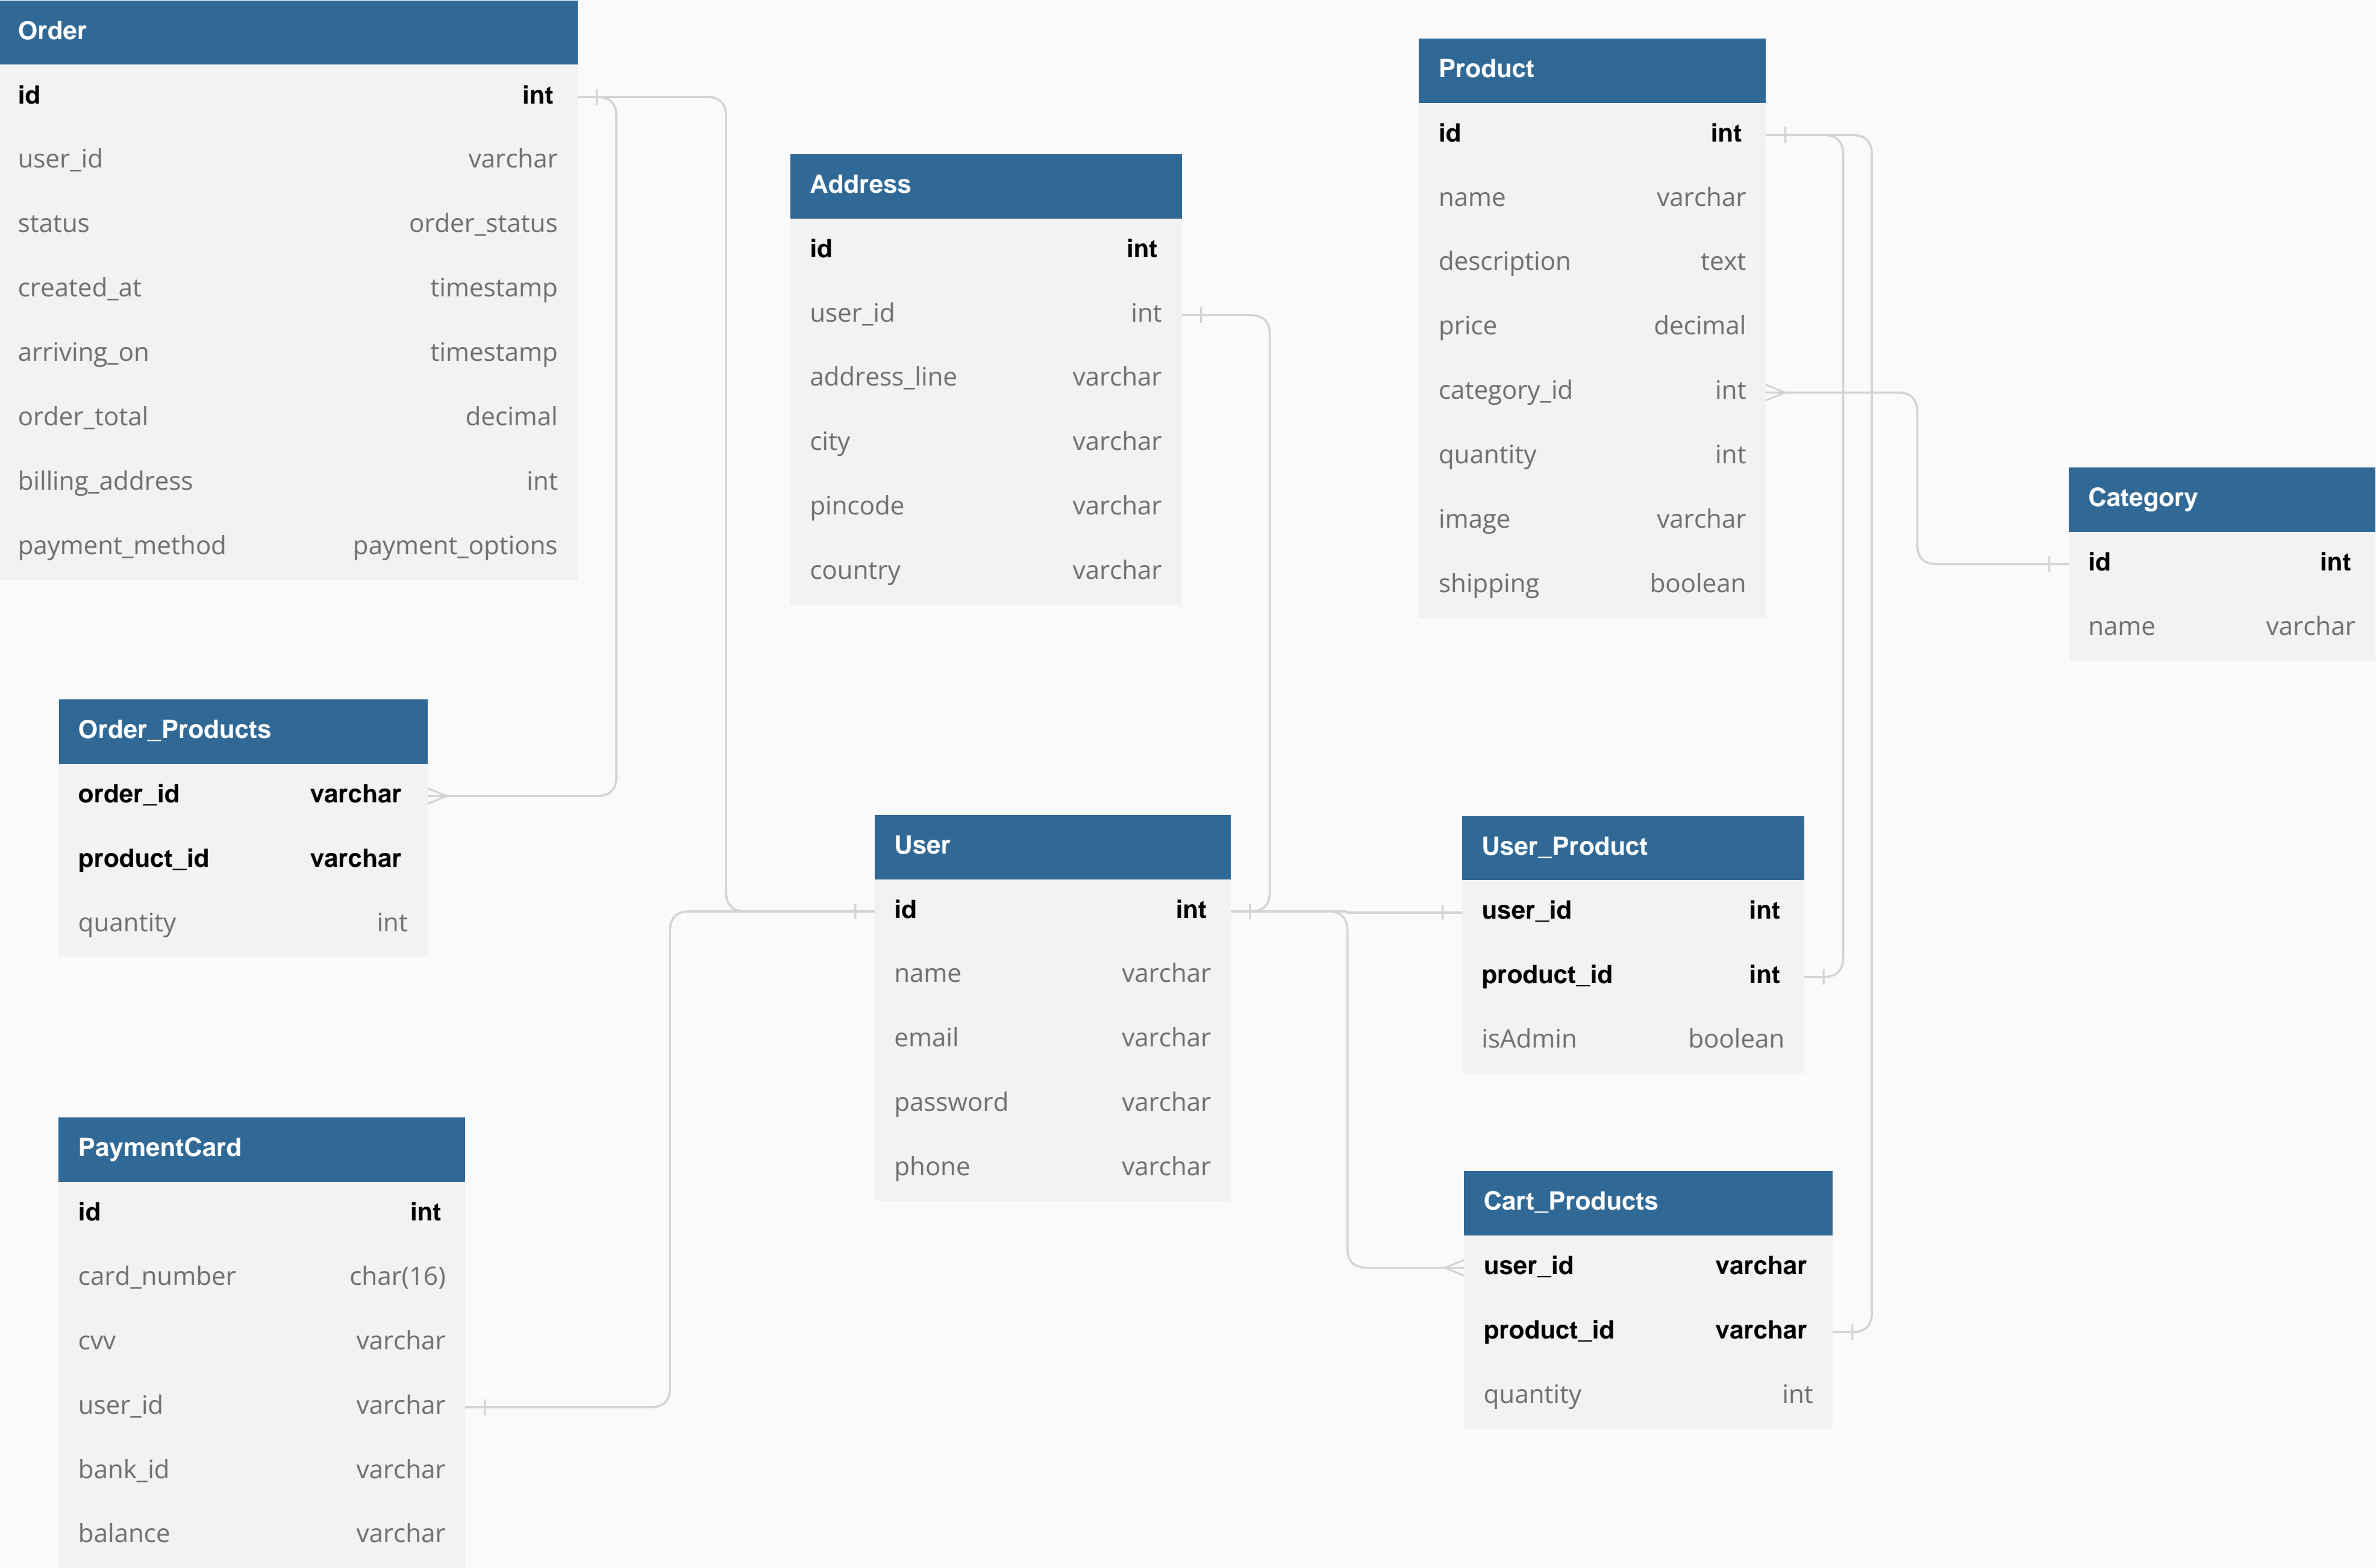 Order
id int
user_id varchar
status order_status
created_at timestamp
arriving_on timestamp
order_total decimal
billing_address int
payment_method payment_options
Address
id int
user_id int
address_line varchar
city varchar
pincode varchar
country varchar
Product
id int
name varchar
description text
price decimal
category_id int
quantity int
image varchar
shipping boolean
Category
id int
name varchar
Order_Products
order_id varchar
product_id varchar
quantity int
User
id int
name varchar
email varchar
password varchar
phone varchar
User_Product
user_id int
product_id int
isAdmin boolean
PaymentCard
id int
card_number char(16)
cvv varchar
user_id varchar
bank_id varchar
balance varchar
Cart_Products
user_id varchar
product_id varchar
quantity int